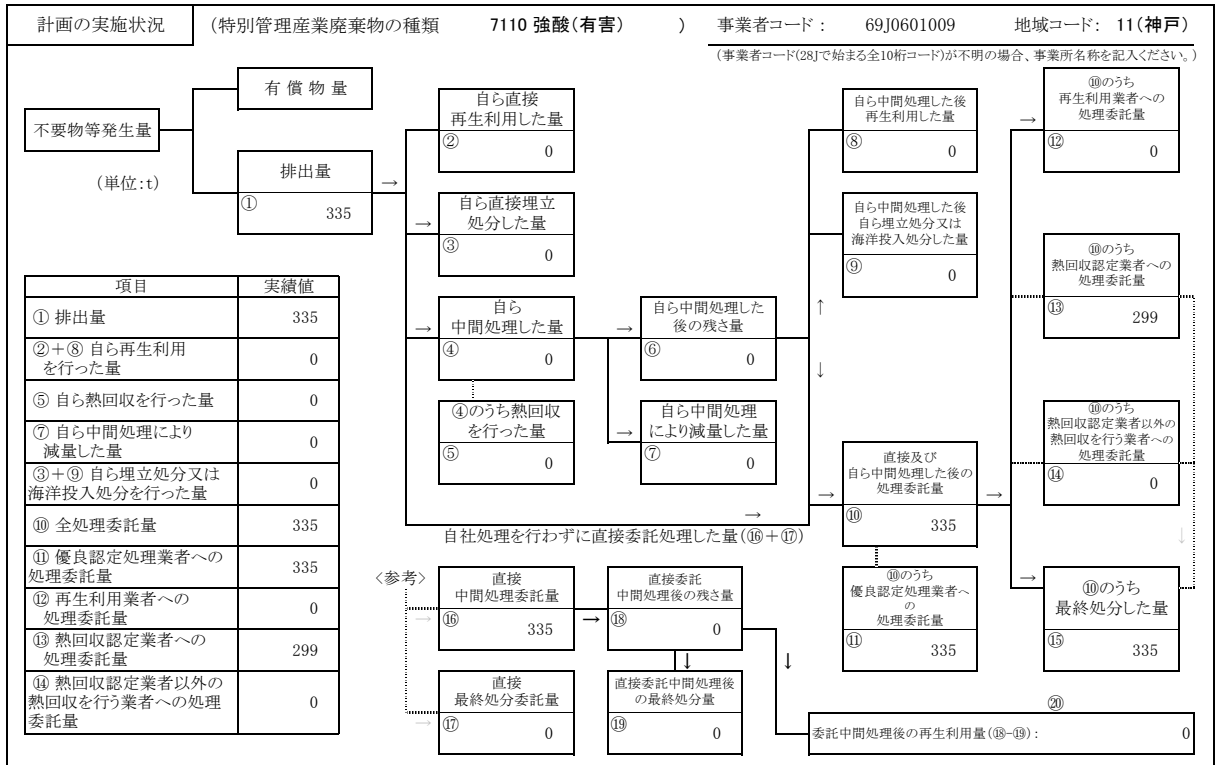 計画の実施状況
(特別管理産業廃棄物の種類 7110 強酸(有害) )
事業者コード: 69J0601009 地域コード: 11(神戸)
(事業者コード(28Jで始まる全10桁コード)が不明の場合、事業所名称を記入ください。)
不要物等発生量
(単位:t)
有償物量
排出量
→
① 335
自ら直接
再生利用した量
② 0
→
自ら直接埋立
処分した量
③ 0
→
自ら
中間処理した量
④ 0
④のうち熱回収
を行った量
⑤ 0
→
自ら中間処理した
後の残さ量
⑥ 0
→
自ら中間処理
により減量した量
⑦ 0
自ら中間処理した後
再生利用した量
⑧ 0
自ら中間処理した後
自ら埋立処分又は
海洋投入処分した量
⑨ 0
↑
↓
→
自社処理を行わずに直接委託処理した量(⑯+⑰)
→
直接及び
自ら中間処理した後の
処理委託量
⑩ 335
→
⑩のうち
優良認定処理業者へ
の
処理委託量
⑪ 335
→
⑩のうち
再生利用業者への
処理委託量
⑫ 0
⑩のうち
熱回収認定業者への
処理委託量
⑬ 299
⑩のうち
熱回収認定業者以外の
熱回収を行う業者への
処理委託量
⑭ 0
↓
→
⑩のうち
最終処分した量
⑮ 335
項目 実績値
① 排出量 335
②+⑧ 自ら再生利用
を行った量 0
⑤ 自ら熱回収を行った量 0
⑦ 自ら中間処理により
減量した量 0
③+⑨ 自ら埋立処分又は
海洋投入処分を行った量 0
⑩ 全処理委託量 335
⑪ 優良認定処理業者への
処理委託量 335
⑫ 再生利用業者への
処理委託量 0
⑬ 熱回収認定業者への
処理委託量 299
⑭ 熱回収認定業者以外の
熱回収を行う業者への処理
委託量 0
<参考>
→
直接
中間処理委託量
⑯ 335
→
直接委託
中間処理後の残さ量
⑱ 0
↓
↓
→
直接
最終処分委託量
⑰ 0
直接委託中間処理後
の最終処分量
⑲ 0
⑳
委託中間処理後の再生利用量(⑱-⑲): 0